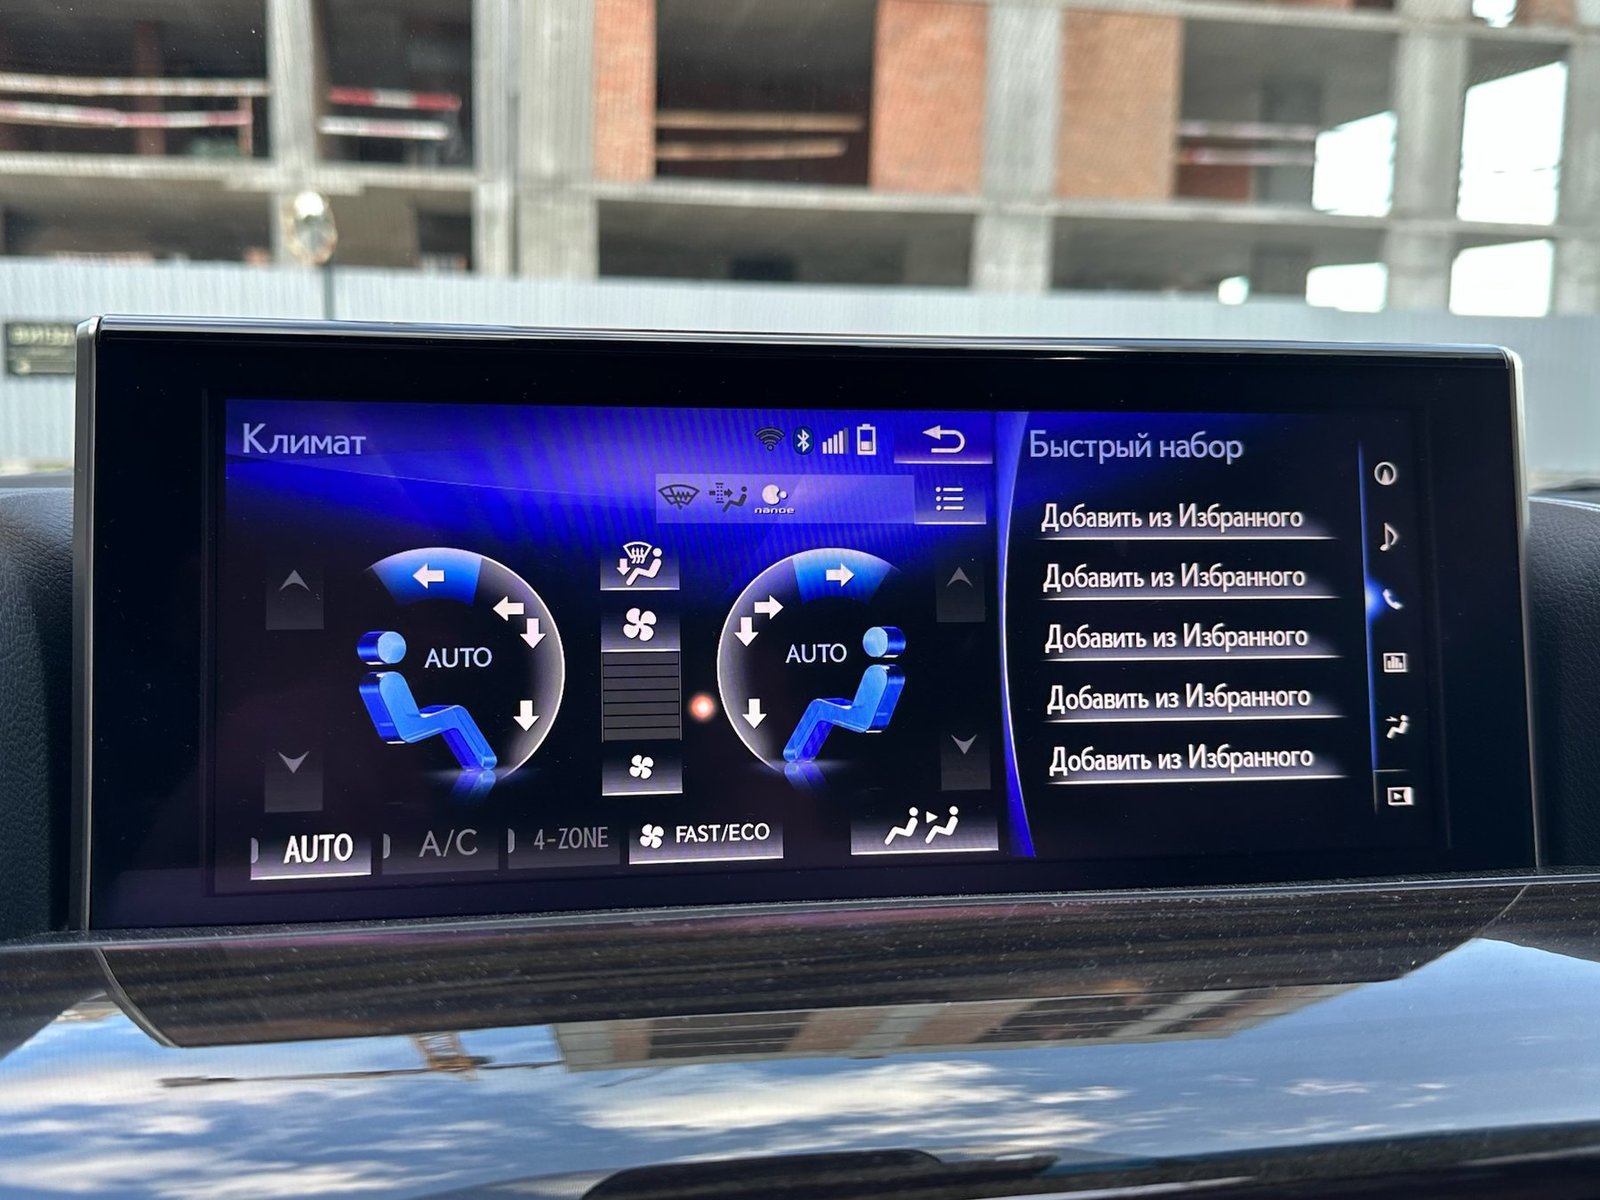 Климат
Быстрый набор
nanoe
Добавить из Избранного
Добавить из Избранного
Добавить из Избранного
Добавить из Избранного
Добавить из Избранного
AUTO
AUTO
AUTO
A/C
4-ZONE
FAST/ECO